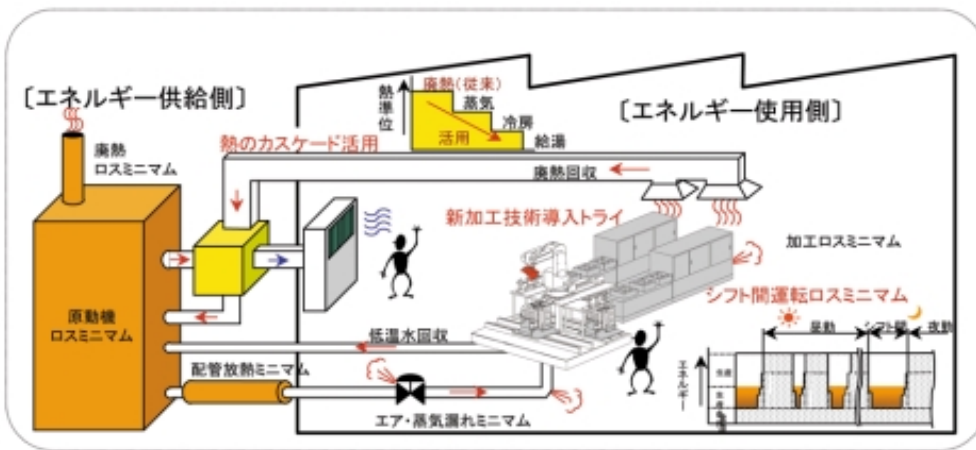 〔エネルギー供給側〕
廃熱
ロスミニマム
熱のカスケード活用
熱準位
廃熱(従来)
蒸気
冷房
給湯
活用
〔エネルギー使用側〕
廃熱回収
新加工技術導入トライ
加工ロスミニマム
シフト間運転ロスミニマム
原動機
ロスミニマム
低温水回収
配管放熱ミニマム
エア・蒸気漏れミニマム
昼勤
シフト間
夜勤
エネルギー